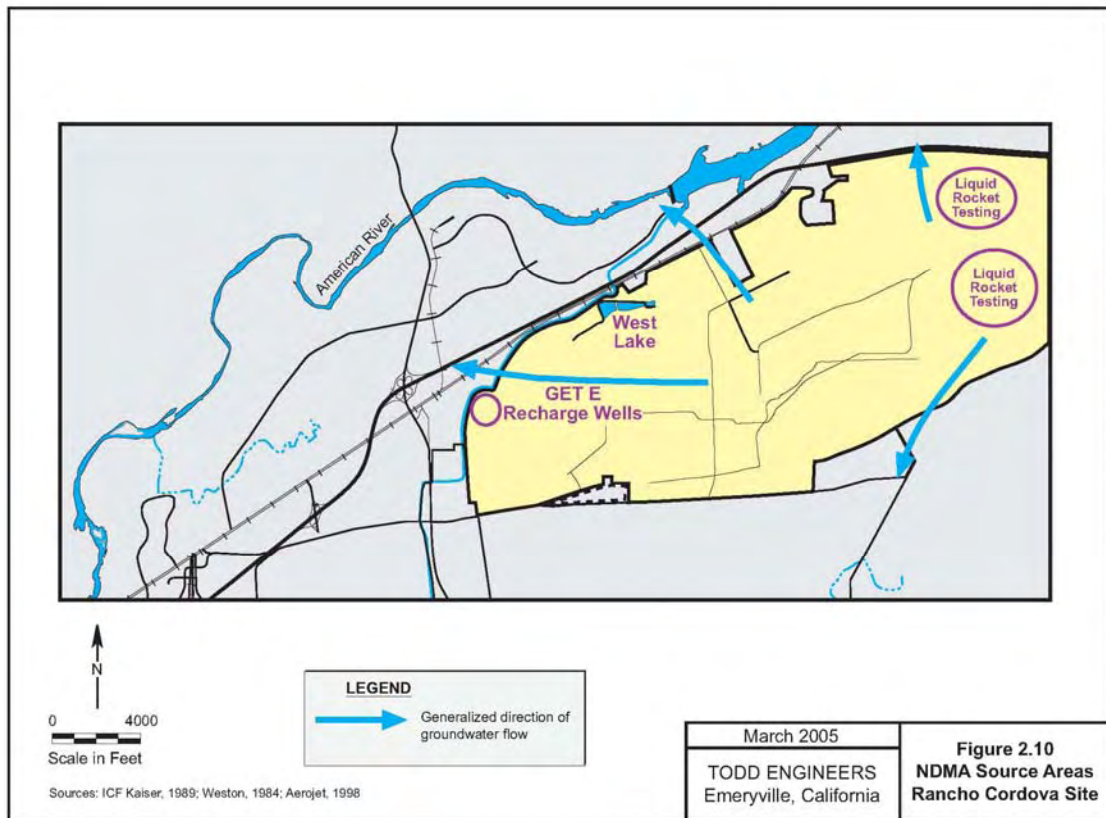 American River
Liquid
Rocket
Testing
Liquid
Rocket
Testing
West
Lake
GET E
Recharge Wells
N
0 4000
Scale in Feet
LEGEND
Generalized direction of
groundwater flow
Sources: ICF Kaiser, 1989; Weston, 1984; Aerojet, 1998
March 2005
TODD ENGINEERS
Emeryville, California
Figure 2.10
NDMA Source Areas
Rancho Cordova Site